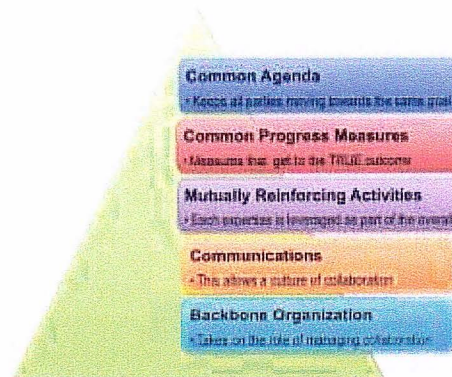 Common Agenda
• Keeps all parties moving towards the same goal
Common Progress Measures
• Measures that get to the TRUE outcome
Mutually Reinforcing Activities
• Each expertise is leveraged as part of the overall
Communications
• This allows a culture of collaboration
Backbone Organization
• Takes on the role of managing collaboration